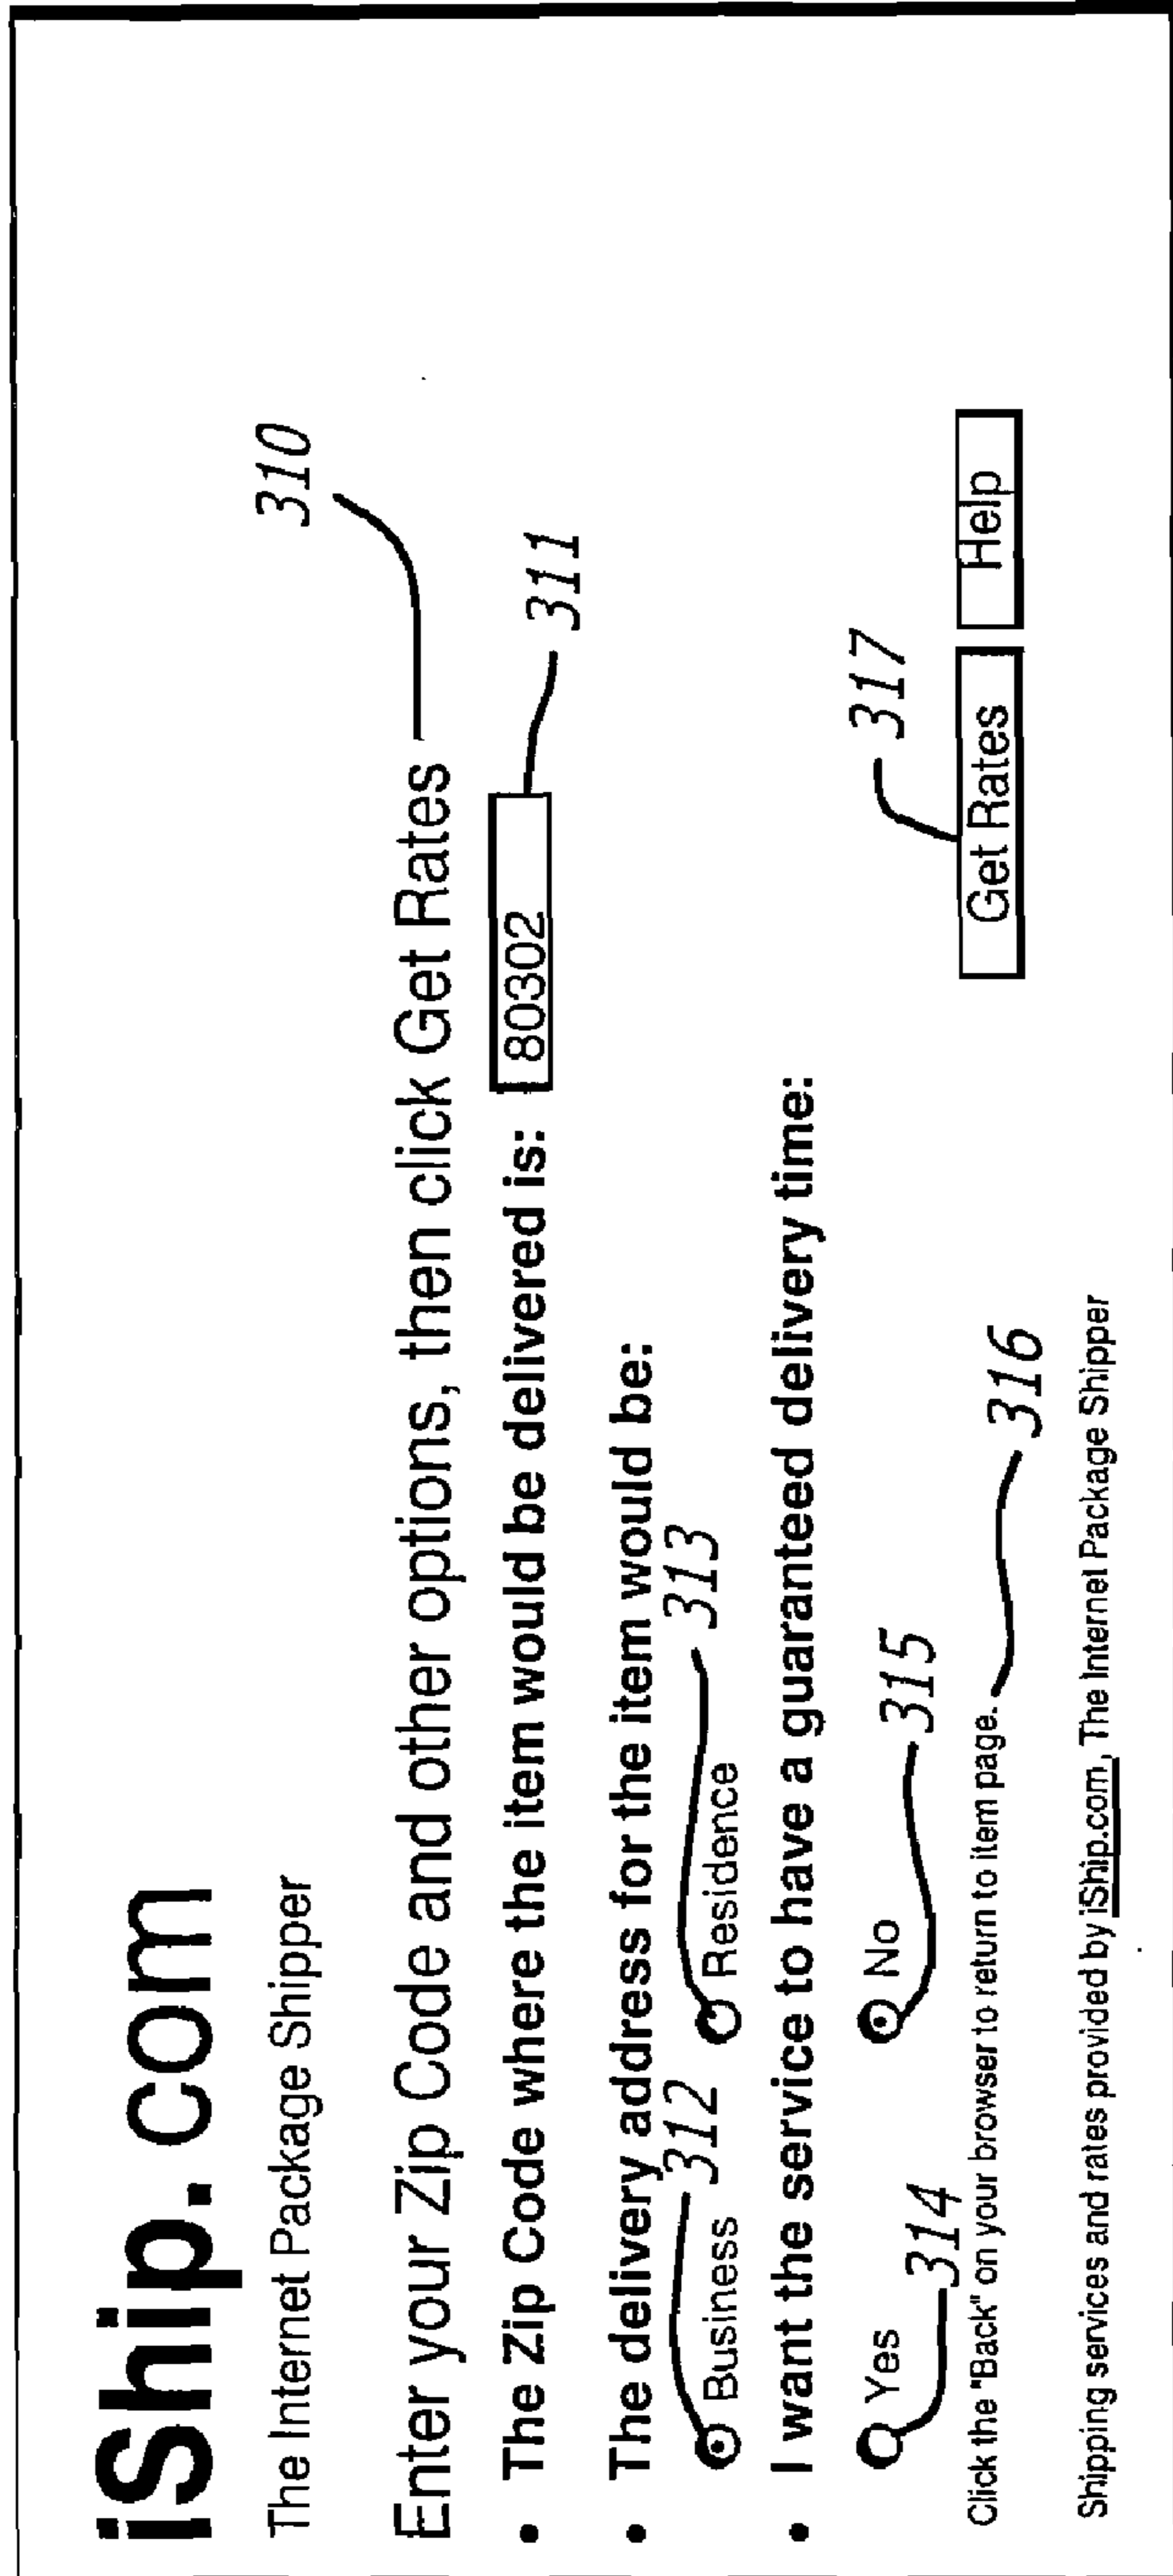 iShip.com
The Internet Package Shipper
310
Enter your Zip Code and other options, then click Get Rates
• The Zip Code where the item would be delivered is: 80302
311
• The delivery address for the item would be:
312
313
Business Residence
• I want the service to have a guaranteed delivery time:
317
Yes No
314
315
Get Rates Help
Click the "Back" on your browser to return to item page.
316
Shipping services and rates provided by iShip.com, The Internet Package Shipper